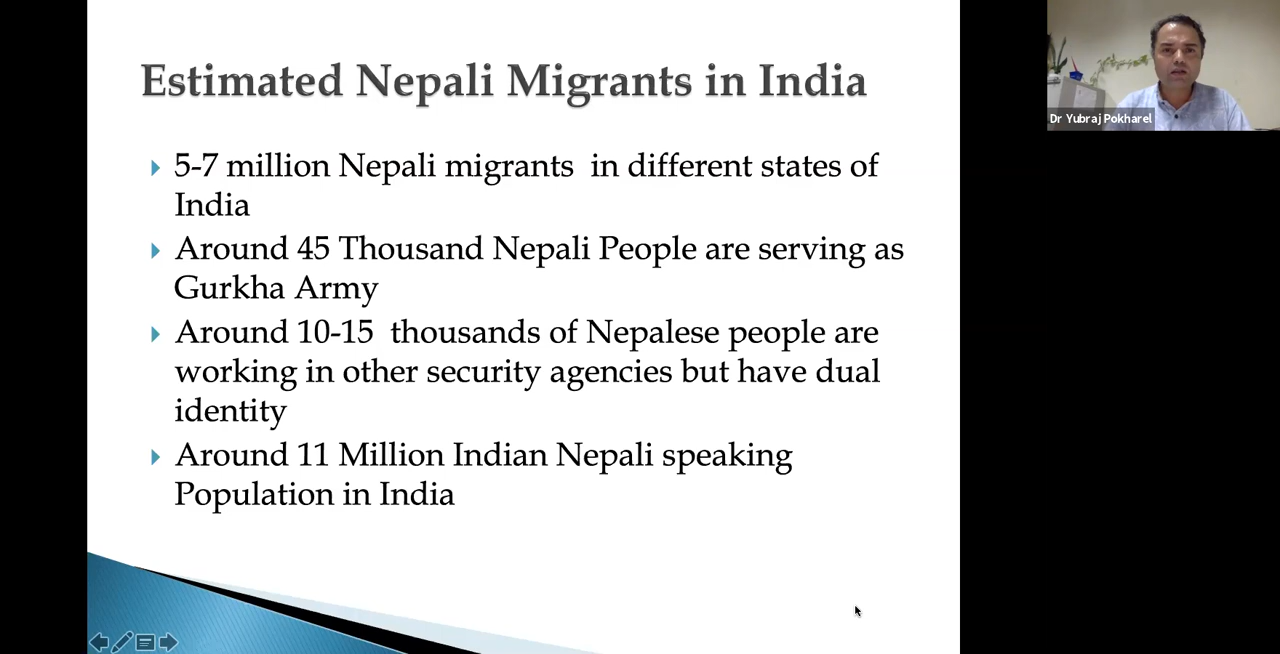 Estimated Nepali Migrants in India
5-7 million Nepali migrants in different states of
India
Around 45 Thousand Nepali People are serving as
Gurkha Army
Around 10-15 thousands of Nepalese people are
working in other security agencies but have dual
identity
Around 11 Million Indian Nepali speaking
Population in India
Dr Yubraj Pokharel